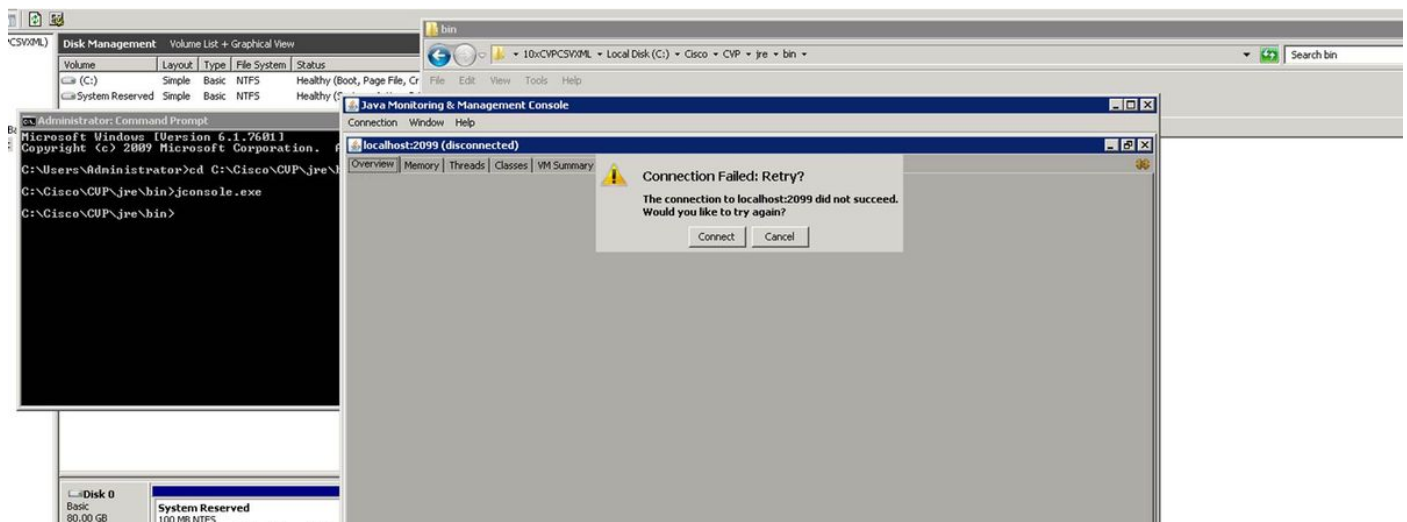 CSVXML)
Disk Management Volume List + Graphical View
Volume Layout Type File System Status
(C:) Simple Basic NTFS Healthy (Boot, Page File, Cr
System Reserved Simple Basic NTFS Healthy (
bin
10xCVPCSVXML Local Disk (C:) Cisco CVP jre bin
Search bin
File Edit View Tools Help
Administrator: Command Prompt
Microsoft Windows [Version 6.1.7601]
Copyright (c) 2009 Microsoft Corporation.
C:\Users\Administrator>cd C:\Cisco\CVP\jre\
C:\Cisco\CVP\jre\bin>jconsole.exe
C:\Cisco\CVP\jre\bin>
Java Monitoring & Management Console
Connection Window Help
localhost:2099 (disconnected)
Overview Memory Threads Classes VM Summary
Connection Failed: Retry?
The connection to localhost:2099 did not succeed.
Would you like to try again?
Connect Cancel
Disk 0
Basic
80.00 GB
System Reserved
100 MB NTFS